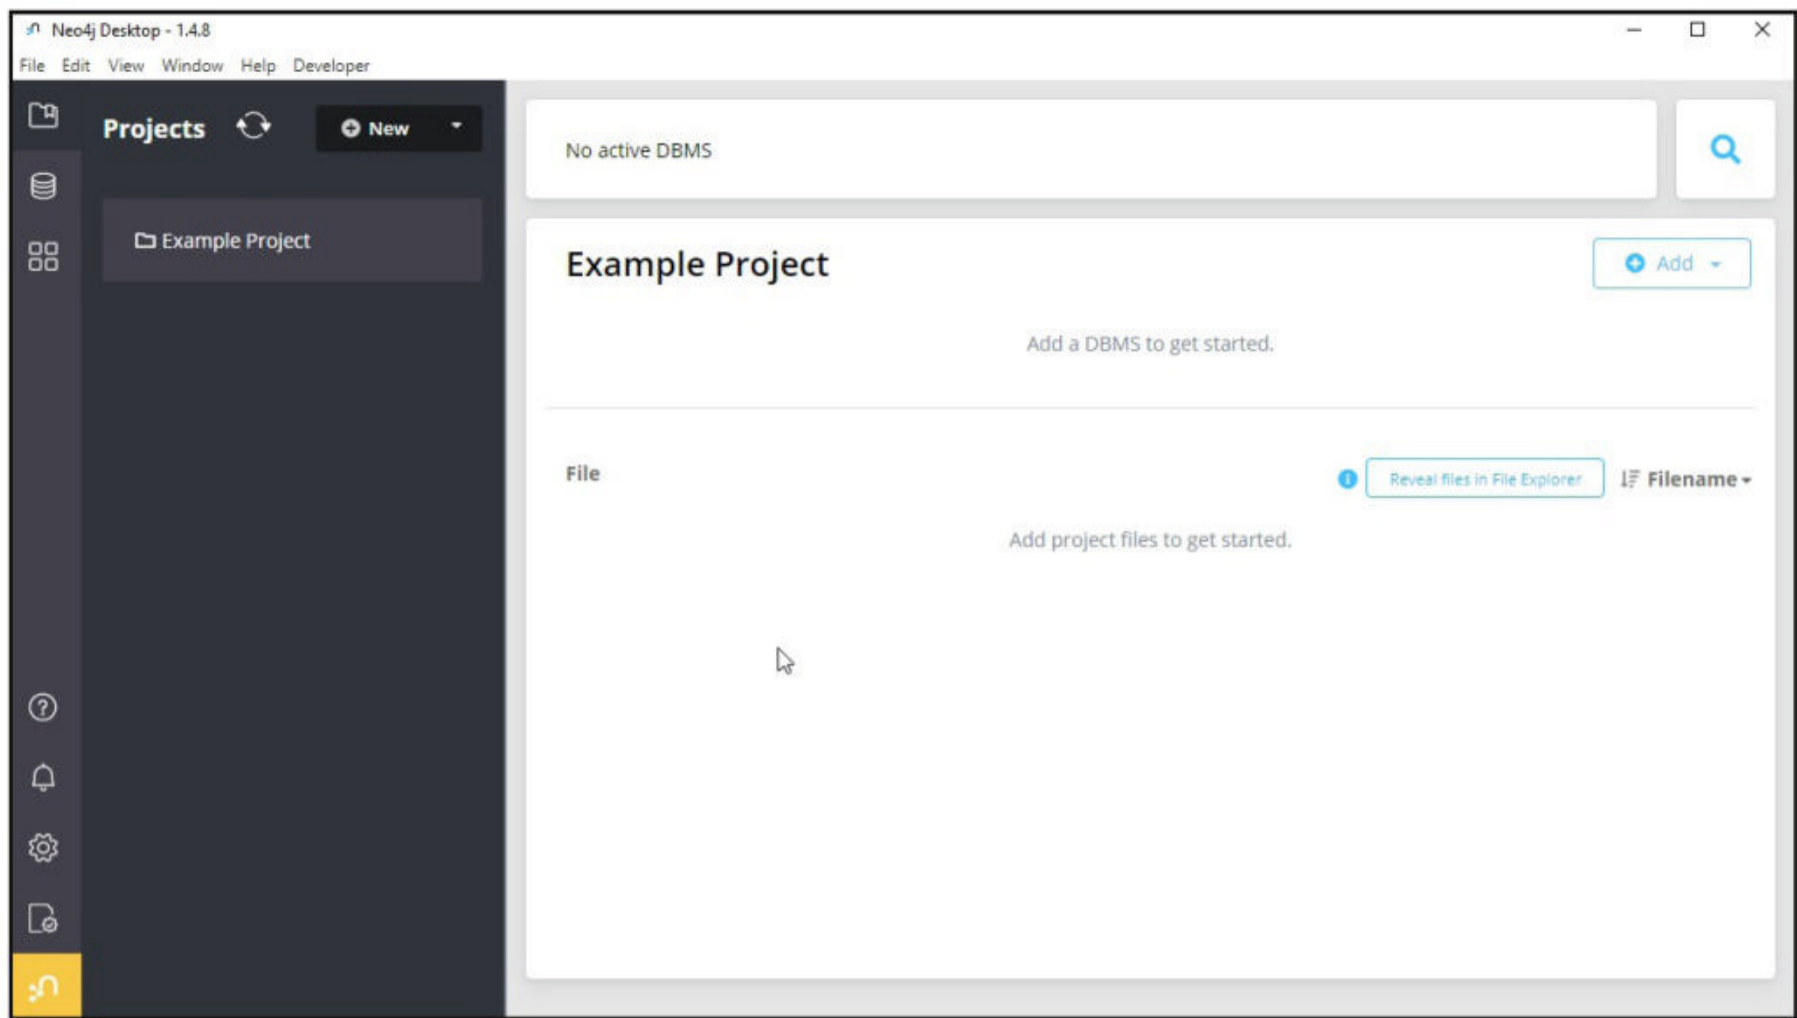 Neo4j Desktop - 1.4.8
File Edit View Window Help Developer
Projects
New
Example Project
No active DBMS
Example Project
Add
Add a DBMS to get started.
File
Reveal files in File Explorer
Filename
Add project files to get started.